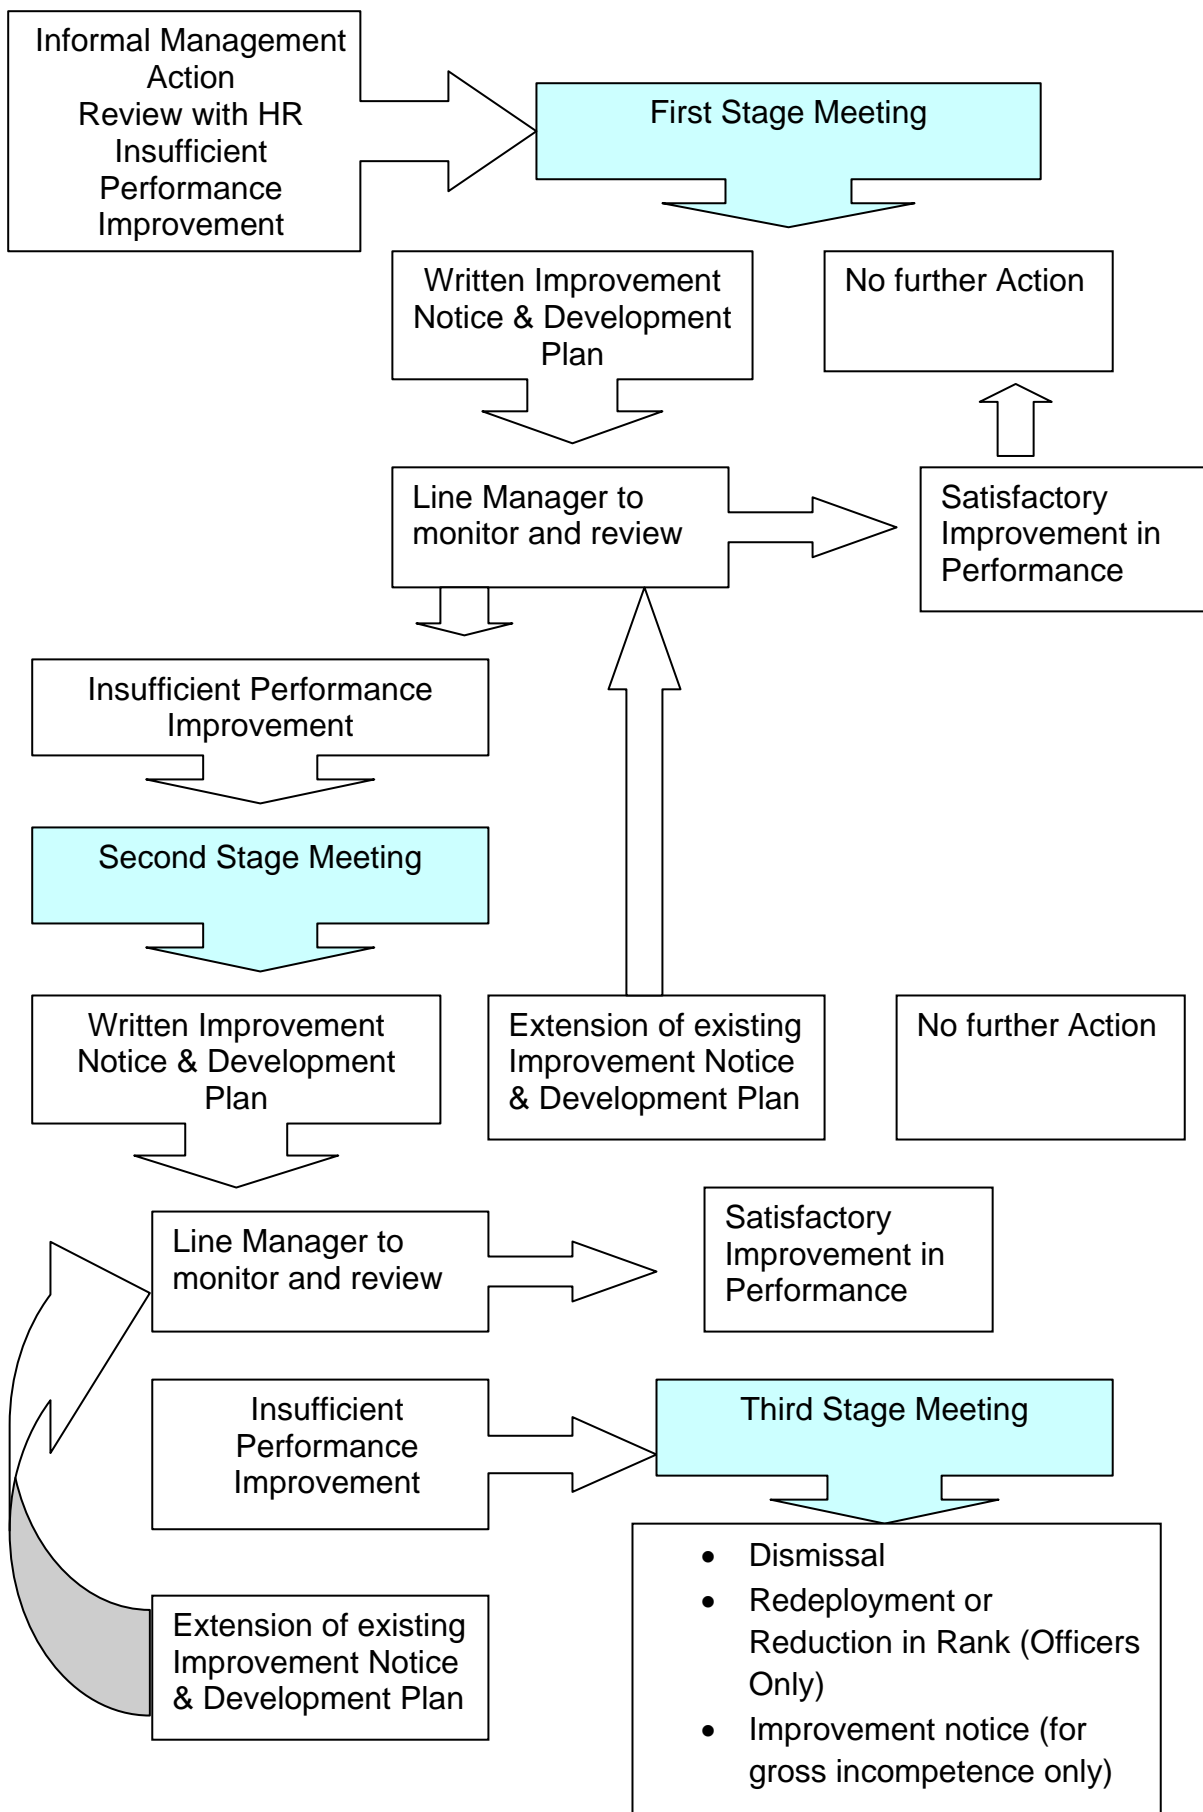 Informal Management
Action
Review with HR
Insufficient
Performance
Improvement
First Stage Meeting
Written Improvement
Notice & Development
Plan
No further Action
Line Manager to
monitor and review
Satisfactory
Improvement in
Performance
Insufficient Performance
Improvement
Second Stage Meeting
Written Improvement
Notice & Development
Plan
Extension of existing
Improvement Notice
& Development Plan
No further Action
Line Manager to
monitor and review
Satisfactory
Improvement in
Performance
Insufficient
Performance
Improvement
Third Stage Meeting
Extension of existing
Improvement Notice
& Development Plan
• Dismissal
• Redeployment or
Reduction in Rank (Officers
Only)
• Improvement notice (for
gross incompetence only)